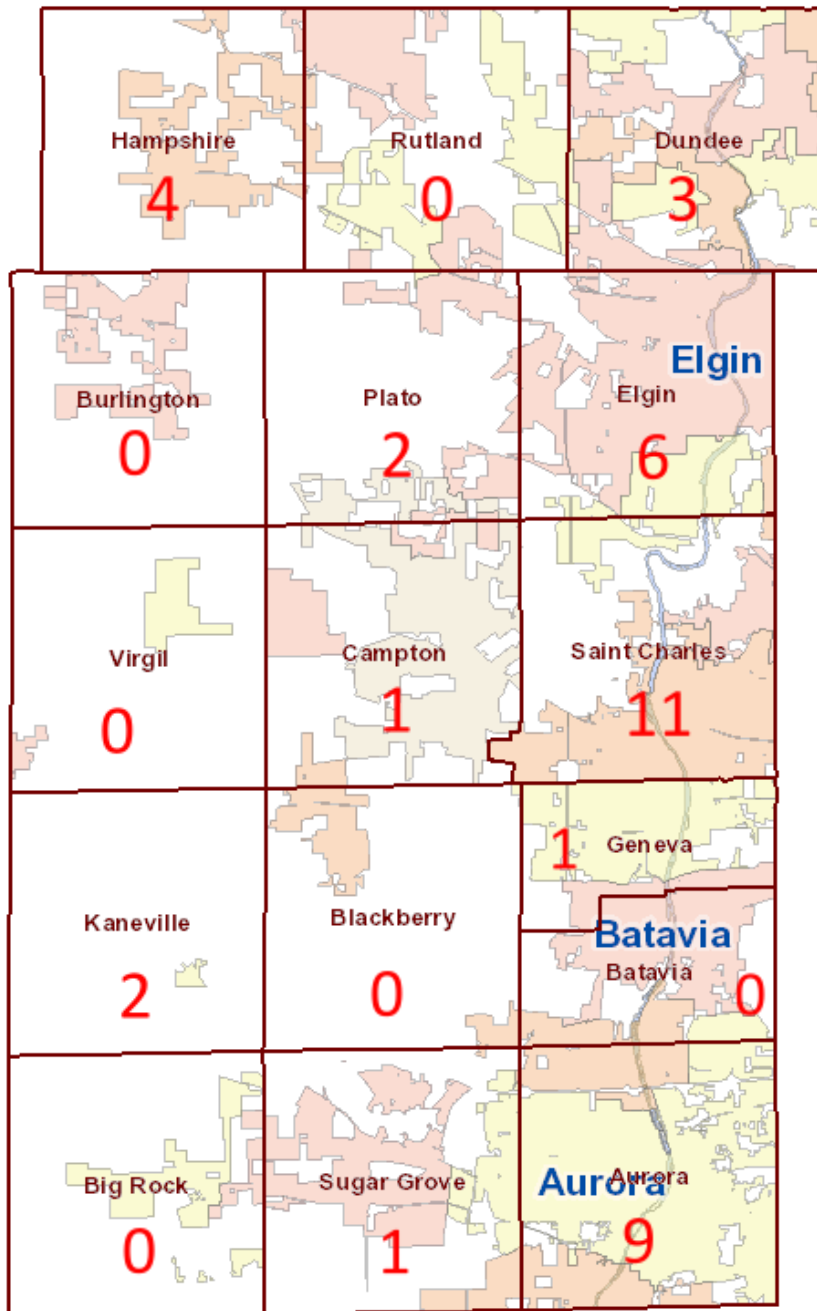 Hampshire
4
Rutland
0
Dundee
3
Burlington
0
Plato
2
Elgin
Elgin
6
Virgil
0
Campton
1
Saint Charles
11
Kaneville
2
Blackberry
0
Geneva
1
Batavia
Batavia
0
Big Rock
0
Sugar Grove
1
Aurora
Aurora
9